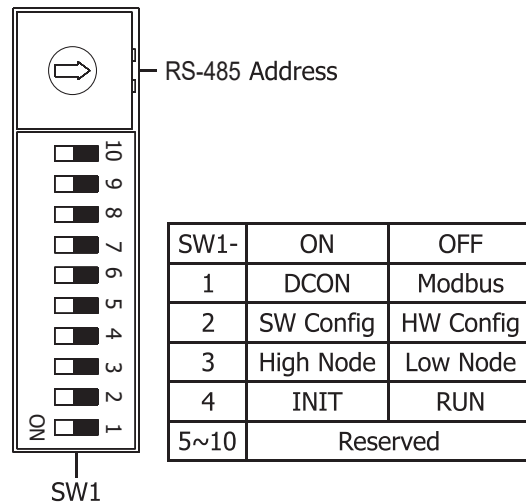 RS-485 Address
10
9
8
7
6
5
4
3
2
1
ON
SW1
SW1- ON OFF
1 DCON Modbus
2 SW Config HW Config
3 High Node Low Node
4 INIT RUN
5~10 Reserved